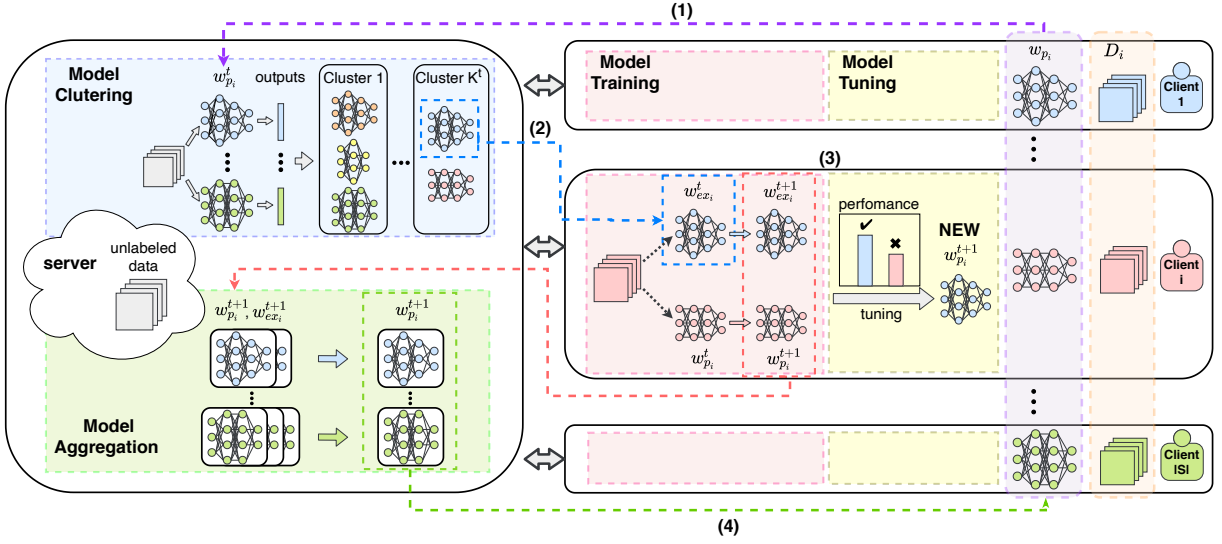 (1)
Model
Clutering
w_{p_i}^t
outputs
Cluster 1
Cluster K^t
(2)
server
unlabeled
data
w_{p_i}^{t+1}, w_{ex_i}^{t+1}
w_{p_i}^{t+1}
Model
Aggregation
Model
Training
Model
Tuning
w_{p_i}
D_i
Client
1
(3)
w_{ex_i}^t
w_{ex_i}^{t+1}
w_{p_i}^t
w_{p_i}^{t+1}
perfomance
✔
✖
tuning
NEW
w_{p_i}^{t+1}
Client
i
Client
|S|
(4)